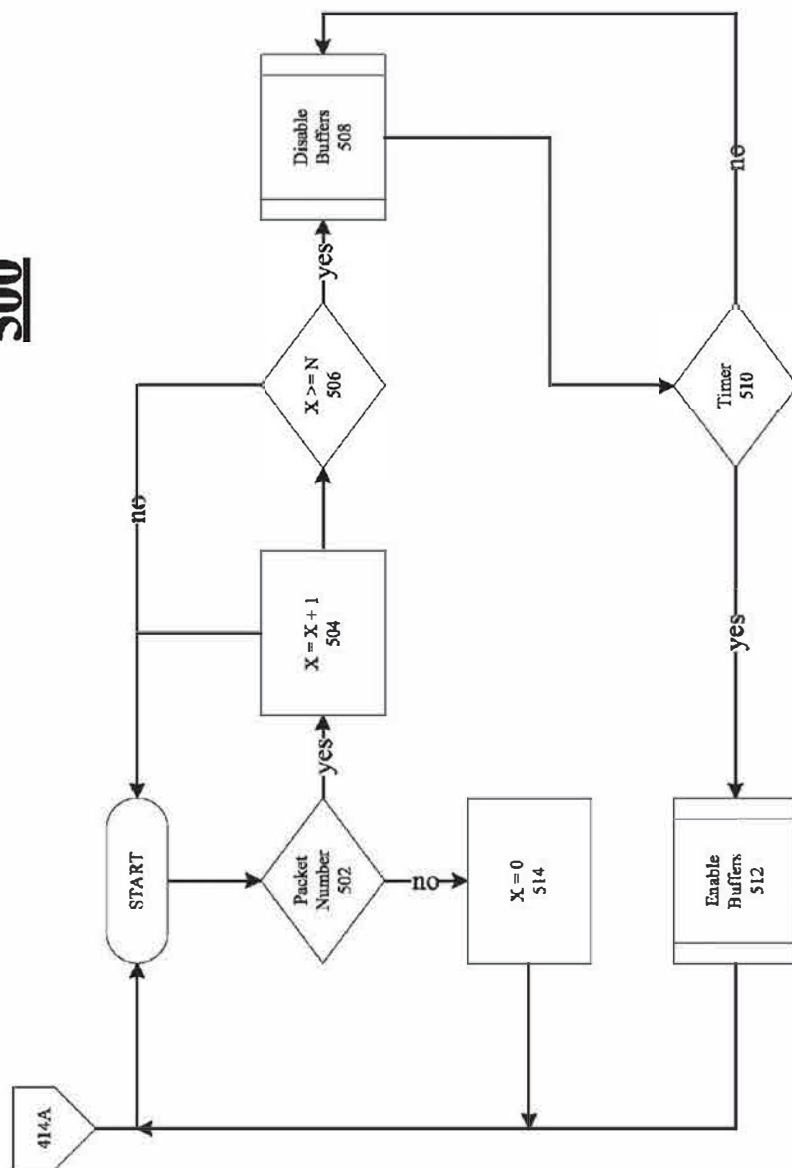 500
414A
START
no
Packet
Number
502
yes
X = X + 1
504
X >= N
506
yes
Disable
Buffers
508
no
X = 0
514
Enable
Buffers
512
yes
Timer
510
no